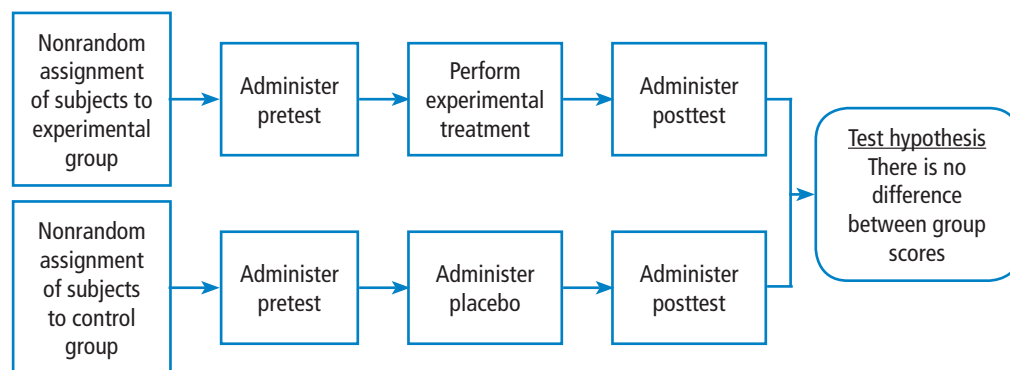 Nonrandom
assignment
of subjects to
experimental
group
Administer
pretest
Perform
experimental
treatment
Administer
posttest
Test hypothesis
There is no
difference
between group
scores
Nonrandom
assignment
of subjects
to control
group
Administer
pretest
Administer
placebo
Administer
posttest